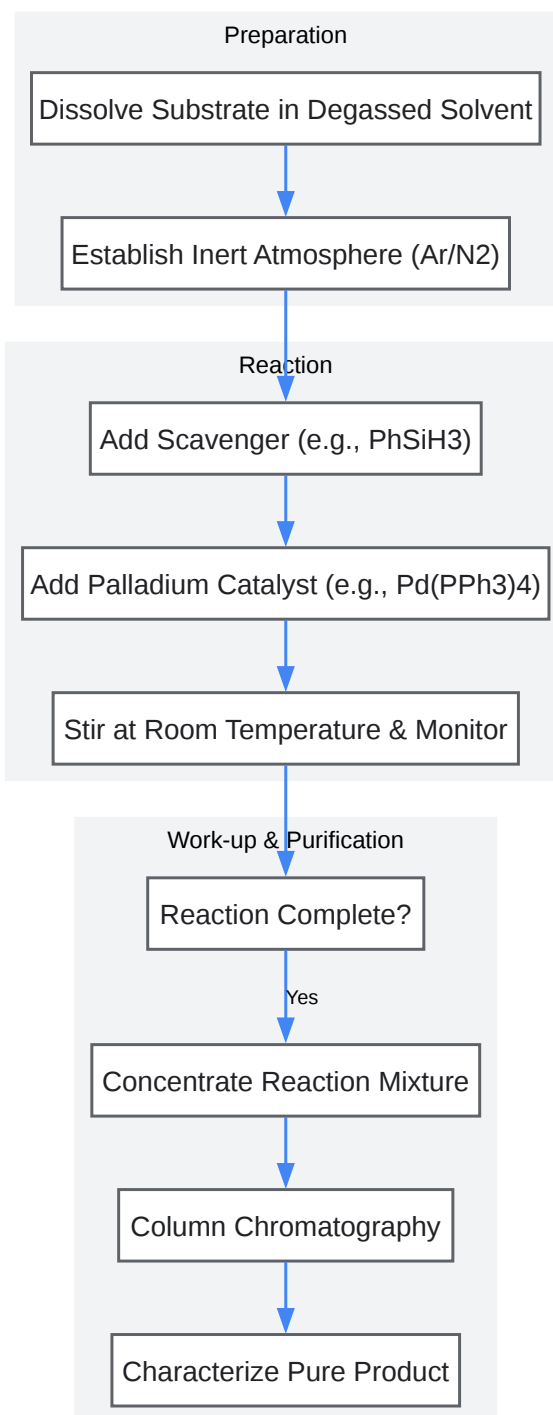 Preparation
Dissolve Substrate in Degassed Solvent
Establish Inert Atmosphere (Ar/N2)
Reaction
Add Scavenger (e.g., PhSiH3)
Add Palladium Catalyst (e.g., Pd(PPh3)4)
Stir at Room Temperature & Monitor
Work-up & Purification
Reaction Complete?
Yes
Concentrate Reaction Mixture
Column Chromatography
Characterize Pure Product